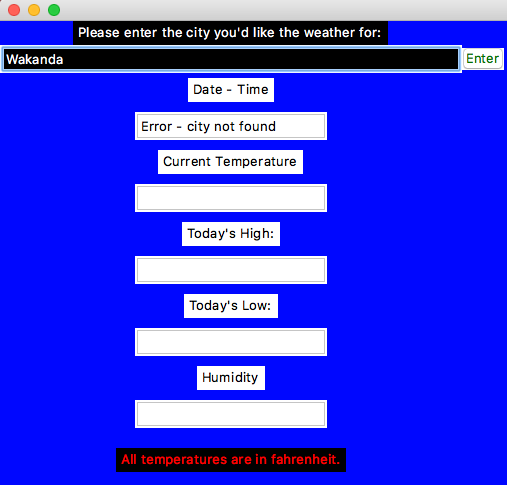 Please enter the city you'd like the weather for:
Wakanda Enter
Date - Time
Error - city not found
Current Temperature
Today's High:
Today's Low:
Humidity
All temperatures are in fahrenheit.